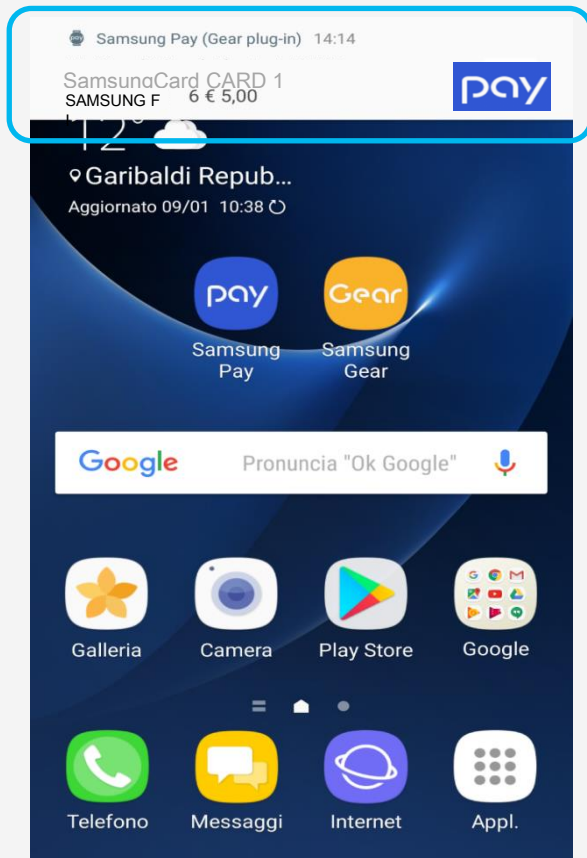 Samsung Pay (Gear plug-in) 14:14
SamsungCard CARD 1
SAMSUNG F 6 € 5,00
pay
12°
Garibaldi Repub...
Aggiornato 09/01 10:38
pay
Gear
Samsung Pay
Samsung Gear
Google Pronuncia "Ok Google"
Galleria Camera Play Store Google
Telefono Messaggi Internet Appl.